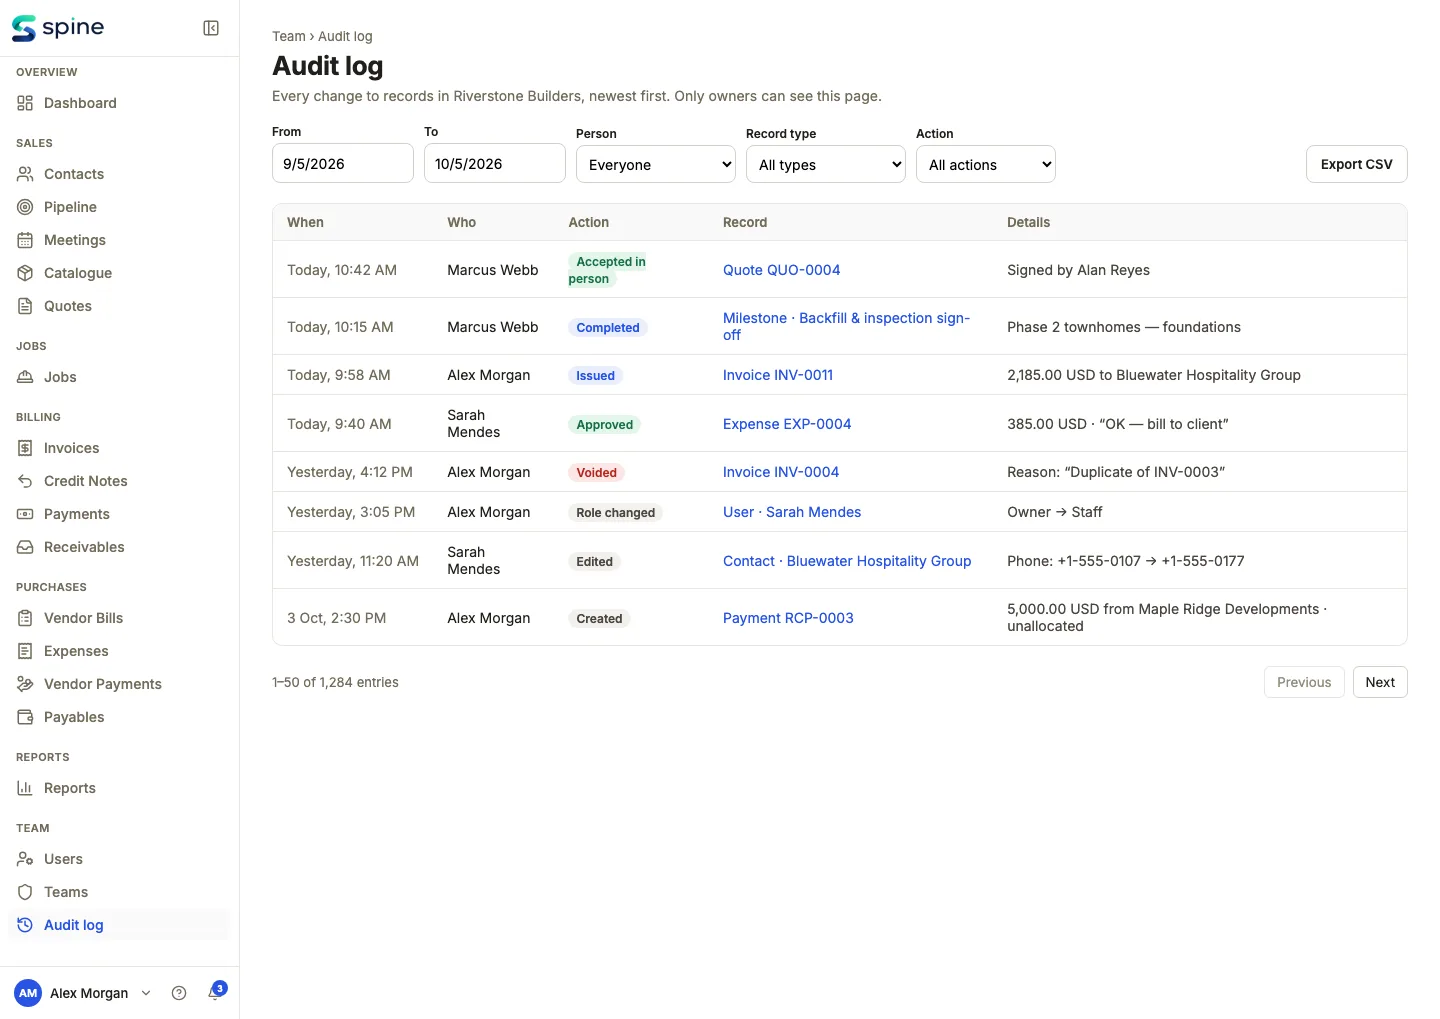 spine
OVERVIEW
Dashboard
SALES
Contacts
Pipeline
Meetings
Catalogue
Quotes
JOBS
Jobs
BILLING
Invoices
Credit Notes
Payments
Receivables
PURCHASES
Vendor Bills
Expenses
Vendor Payments
Payables
REPORTS
Reports
TEAM
Users
Teams
Audit log
AM Alex Morgan 3
Team › Audit log
Audit log
Every change to records in Riverstone Builders, newest first. Only owners can see this page.
From To Person Record type Action
9/5/2026 10/5/2026 Everyone All types All actions Export CSV
When Who Action Record Details
Today, 10:42 AM Marcus Webb Accepted in
person Quote QUO-0004 Signed by Alan Reyes
Today, 10:15 AM Marcus Webb Completed Milestone · Backfill & inspection sign-
off Phase 2 townhomes — foundations
Today, 9:58 AM Alex Morgan Issued Invoice INV-0011 2,185.00 USD to Bluewater Hospitality Group
Today, 9:40 AM Sarah
Mendes Approved Expense EXP-0004 385.00 USD · “OK — bill to client”
Yesterday, 4:12 PM Alex Morgan Voided Invoice INV-0004 Reason: “Duplicate of INV-0003”
Yesterday, 3:05 PM Alex Morgan Role changed User · Sarah Mendes Owner → Staff
Yesterday, 11:20 AM Sarah
Mendes Edited Contact · Bluewater Hospitality Group Phone: +1-555-0107 → +1-555-0177
3 Oct, 2:30 PM Alex Morgan Created Payment RCP-0003 5,000.00 USD from Maple Ridge Developments ·
unallocated
1–50 of 1,284 entries Previous Next